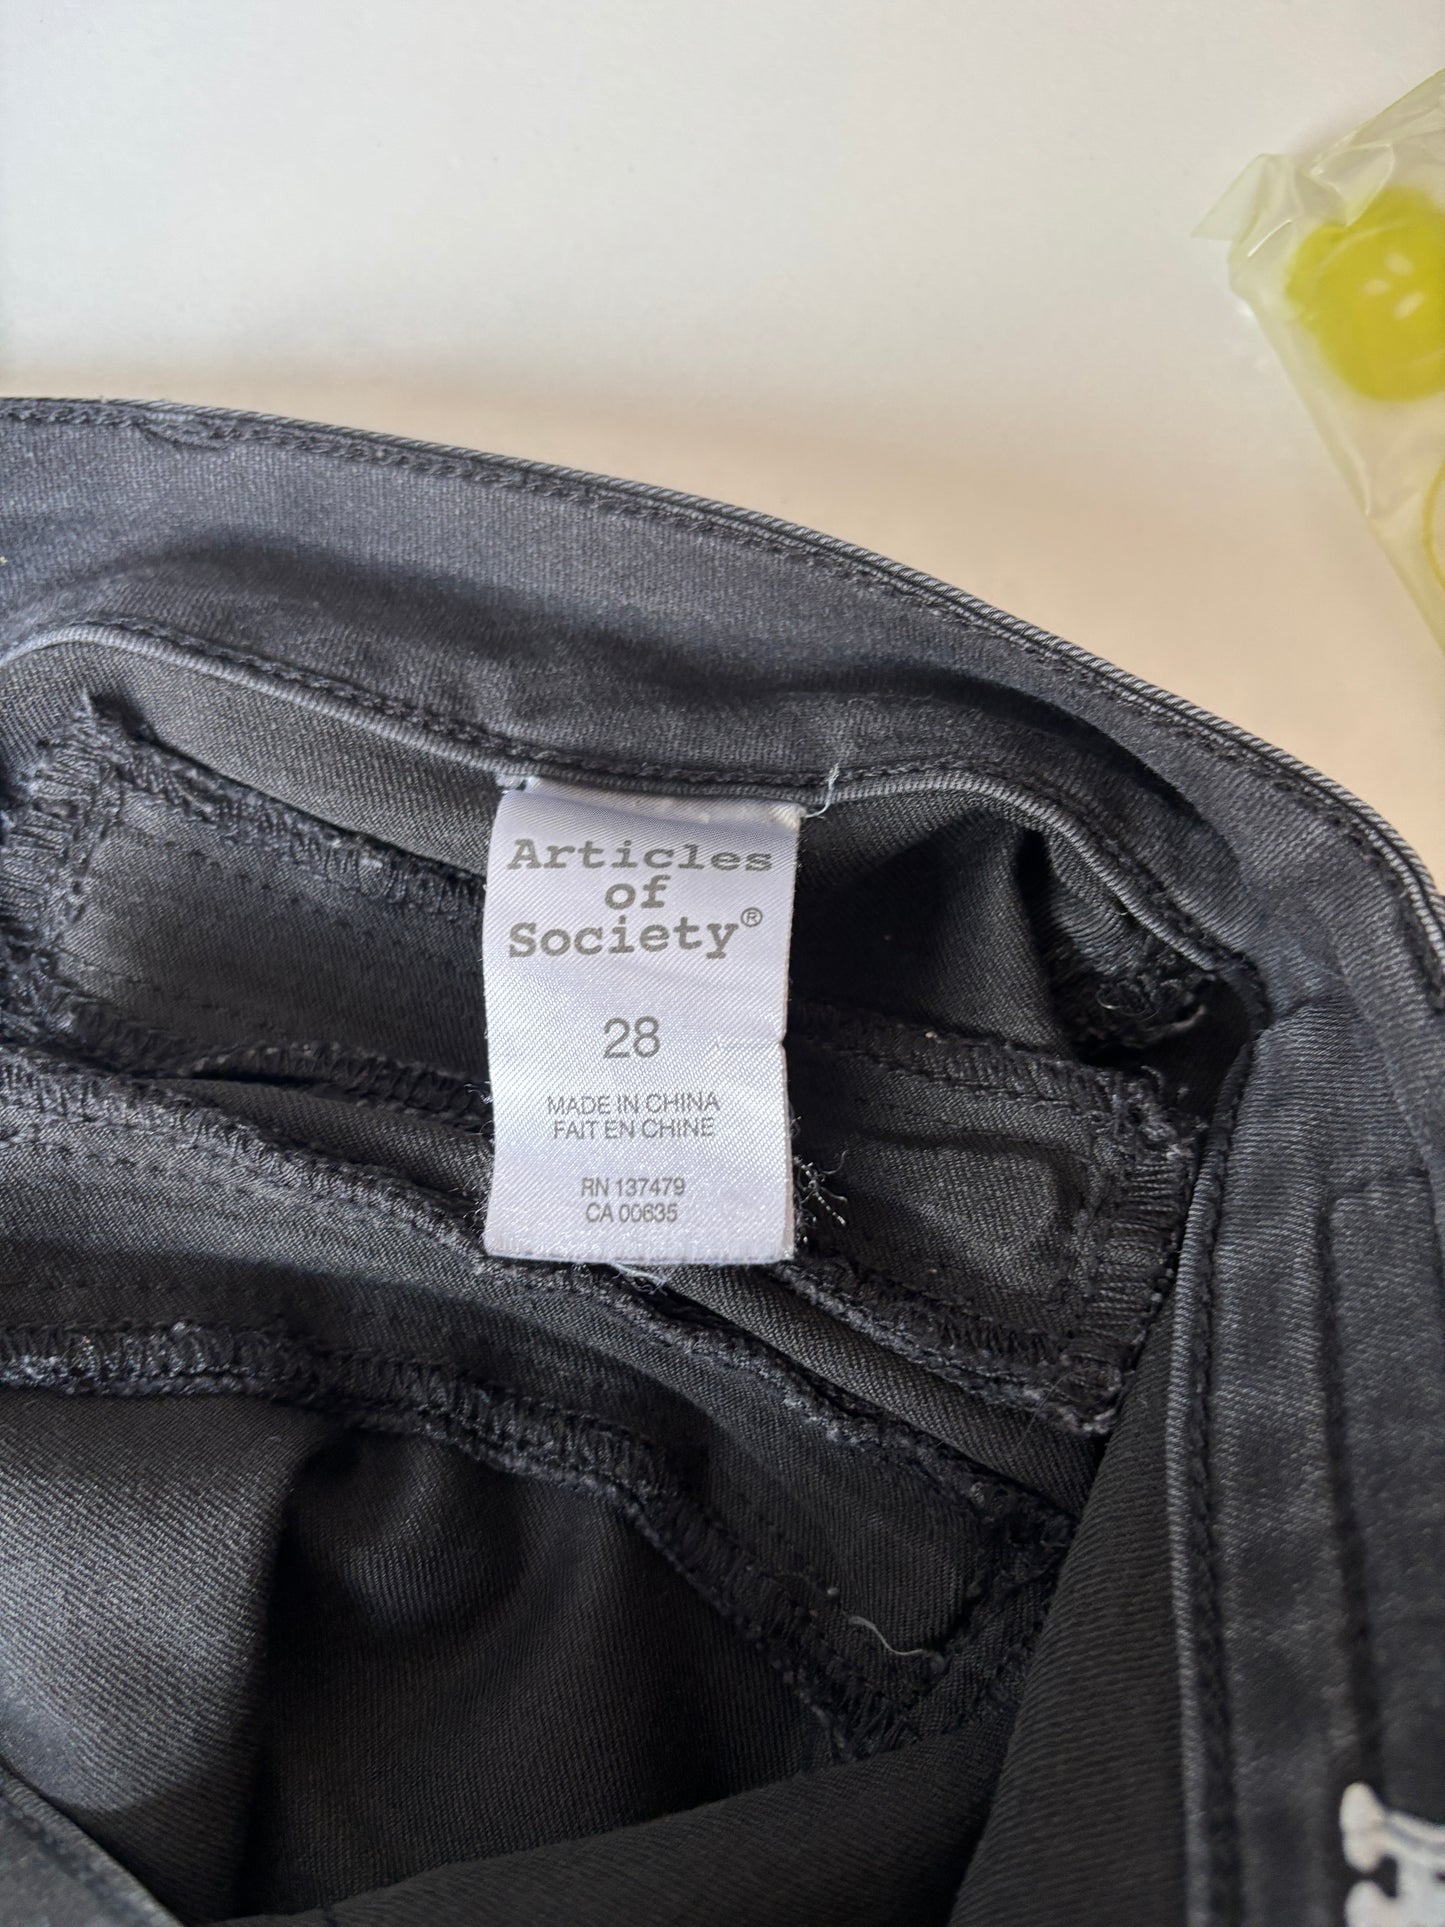 Articles
of
Society®
28
MADE IN CHINA
FAIT EN CHINE
RN 137479
CA 00635